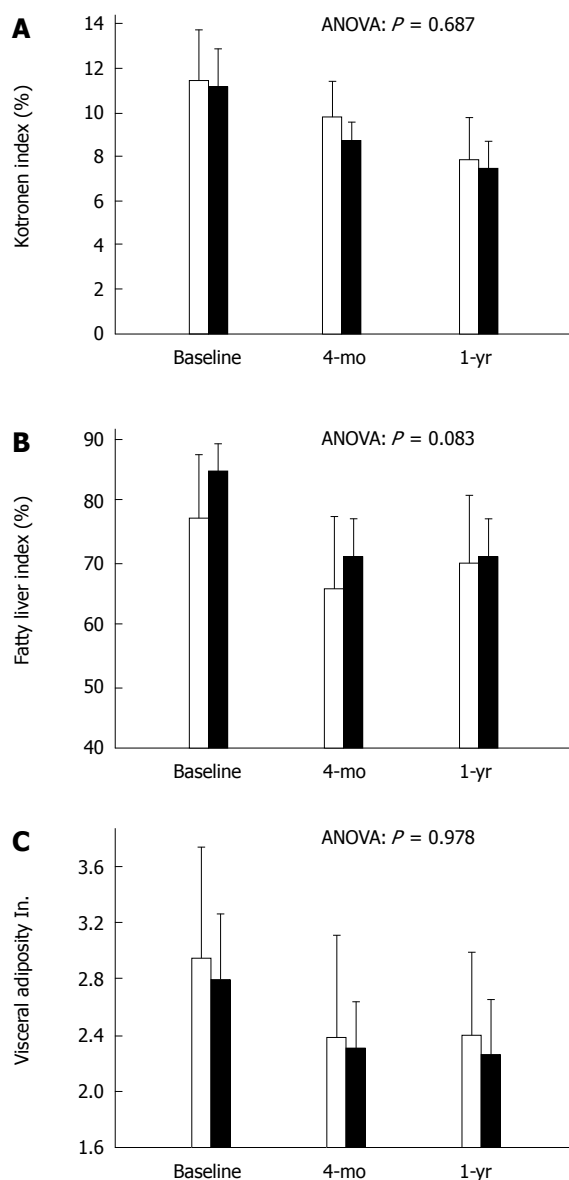 A
ANOVA: P = 0.687
Kotronen index (%)
14
12
10
8
6
4
2
0
Baseline 4-mo 1-yr
B
ANOVA: P = 0.083
Fatty liver index (%)
90
80
70
60
50
40
Baseline 4-mo 1-yr
C
ANOVA: P = 0.978
Visceral adiposity In.
3.6
3.2
2.8
2.4
2.0
1.6
Baseline 4-mo 1-yr